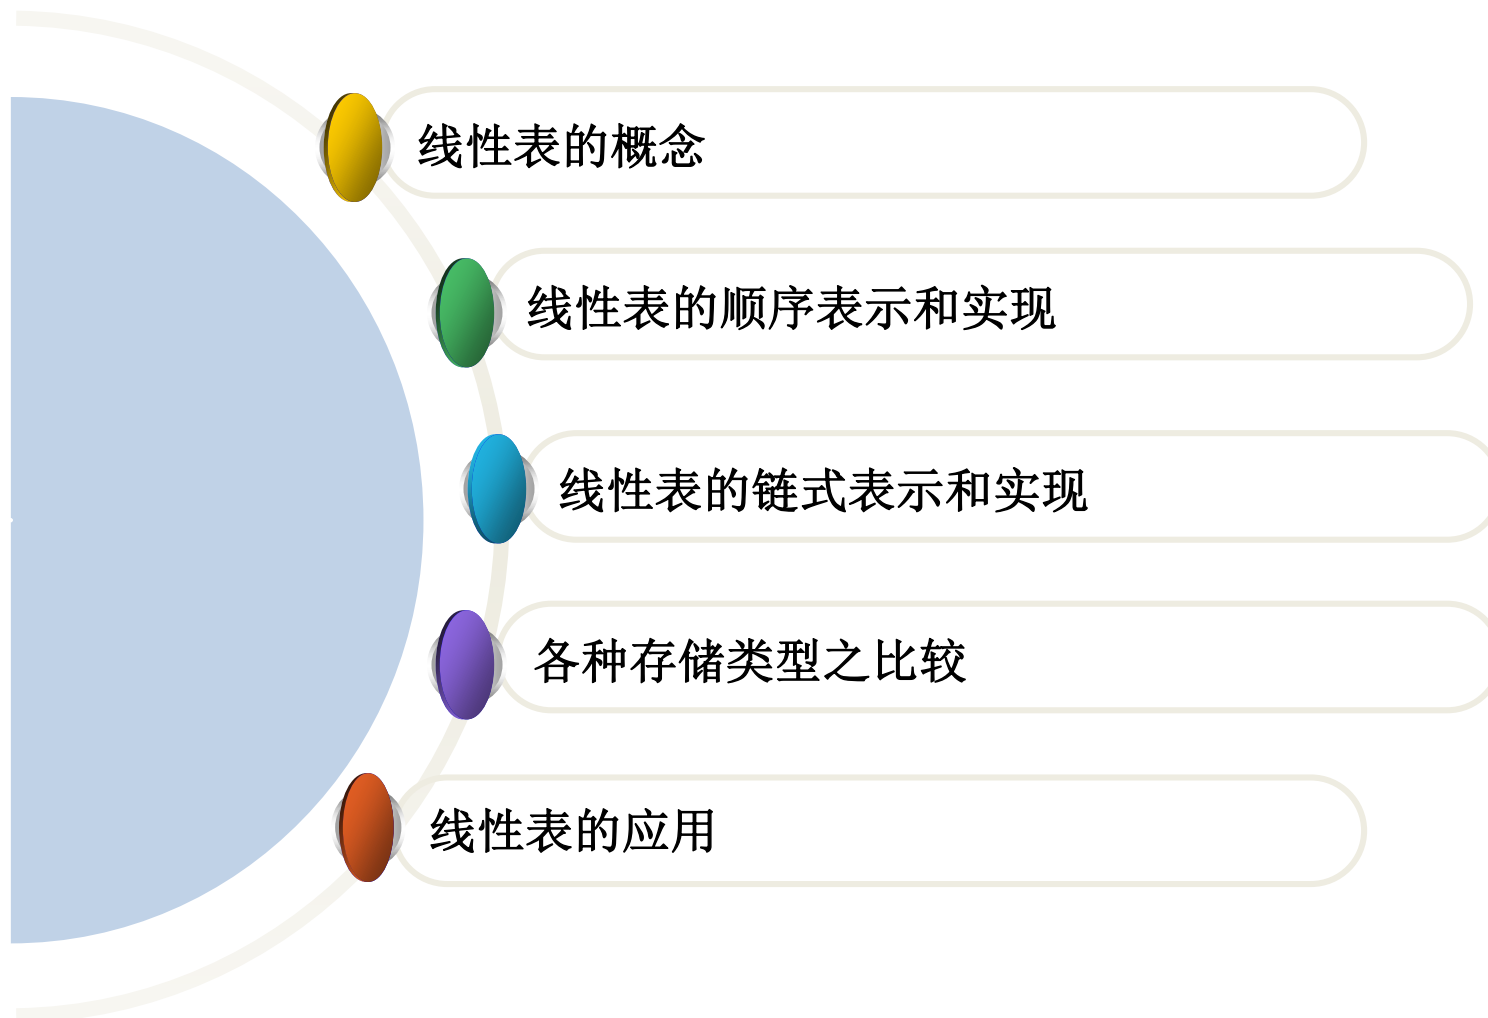 线性表的概念
线性表的顺序表示和实现
线性表的链式表示和实现
各种存储类型之比较
线性表的应用